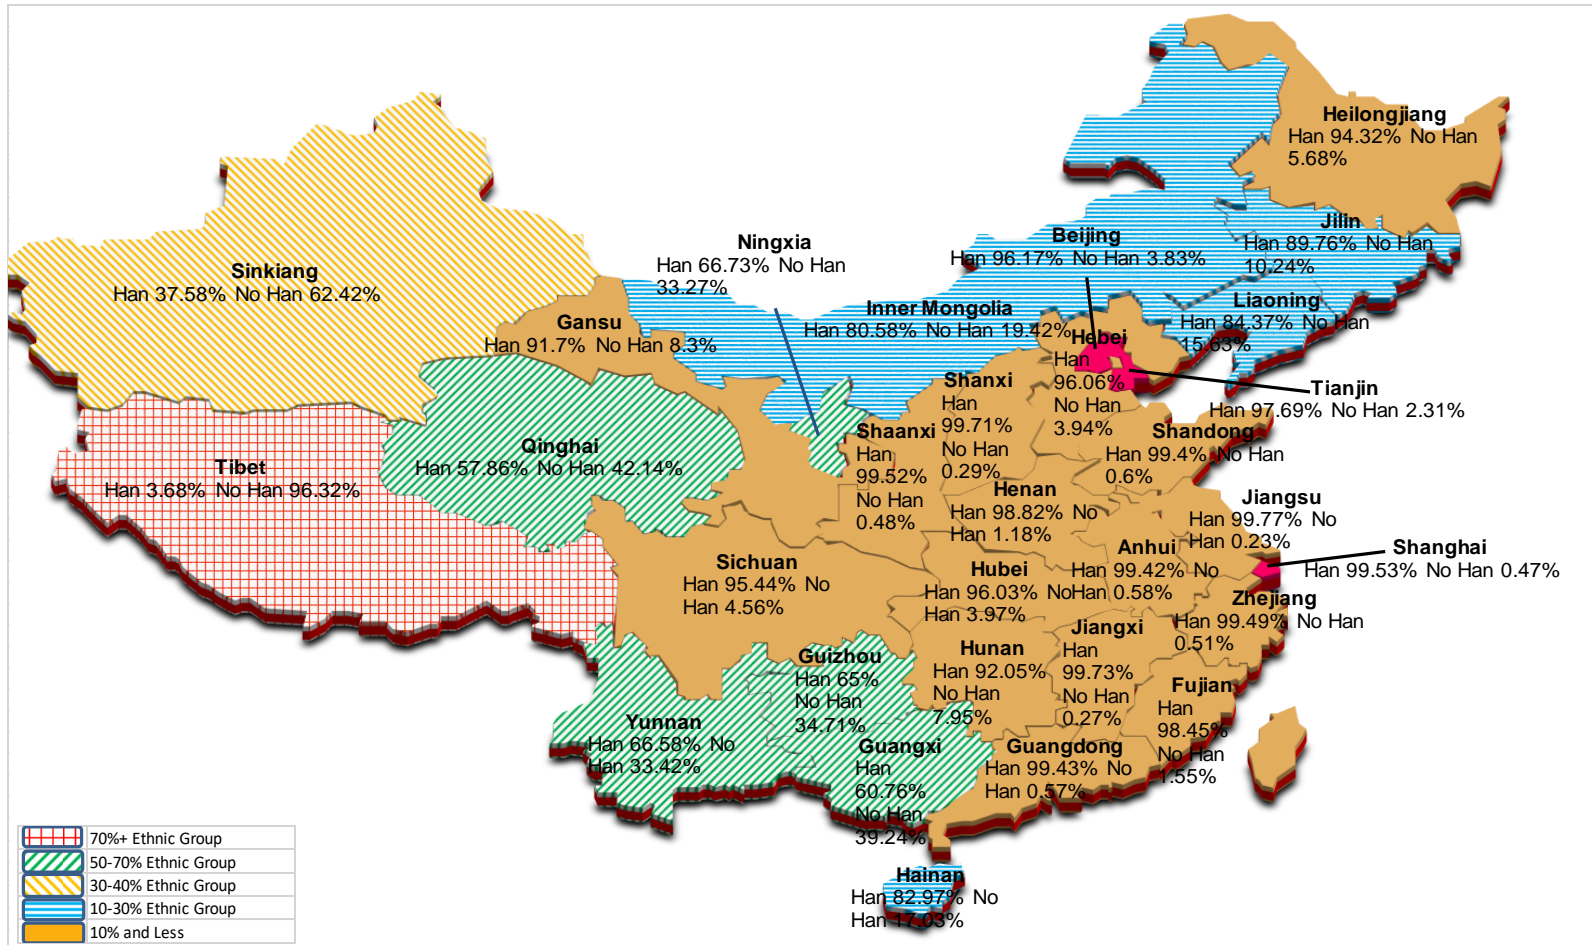 Heilongjiang
Han 94.32% No Han
5.68%
Jilin
Han 89.76% No Han
10.24%
Beijing
Han 96.17% No Han 3.83%
Ningxia
Han 66.73% No Han
33.27%
Sinkiang
Han 37.58% No Han 62.42%
Inner Mongolia
Han 80.58% No Han 19.42%
Liaoning
Han 84.37% No Han
15.63%
Gansu
Han 91.7% No Han 8.3%
Hebei
Han
96.06%
No Han
3.94%
Tianjin
Han 97.69% No Han 2.31%
Shanxi
Han
99.71%
No Han
0.29%
Shaanxi
Han
99.52%
No Han
0.48%
Shandong
Han 99.4% No Han
0.6%
Qinghai
Han 57.86% No Han 42.14%
Tibet
Han 3.68% No Han 96.32%
Henan
Han 98.82% No
Han 1.18%
Jiangsu
Han 99.77% No
Han 0.23%
Anhui
Han 99.42% No
Han 0.58%
Shanghai
Han 99.53% No Han 0.47%
Sichuan
Han 95.44% No
Han 4.56%
Hubei
Han 96.03% No
Han 3.97%
Zhejiang
Han 99.49% No Han
0.51%
Jiangxi
Han
99.73%
No Han
0.27%
Hunan
Han 92.05%
No Han
7.95%
Guizhou
Han 65%
No Han
34.71%
Fujian
Han
98.45%
No Han
1.55%
Yunnan
Han 66.58% No
Han 33.42%
Guangxi
Han
60.76%
No Han
39.24%
Guangdong
Han 99.43% No
Han 0.57%
Hainan
Han 82.97% No
Han 17.03%
70%+ Ethnic Group
50-70% Ethnic Group
30-40% Ethnic Group
10-30% Ethnic Group
10% and Less